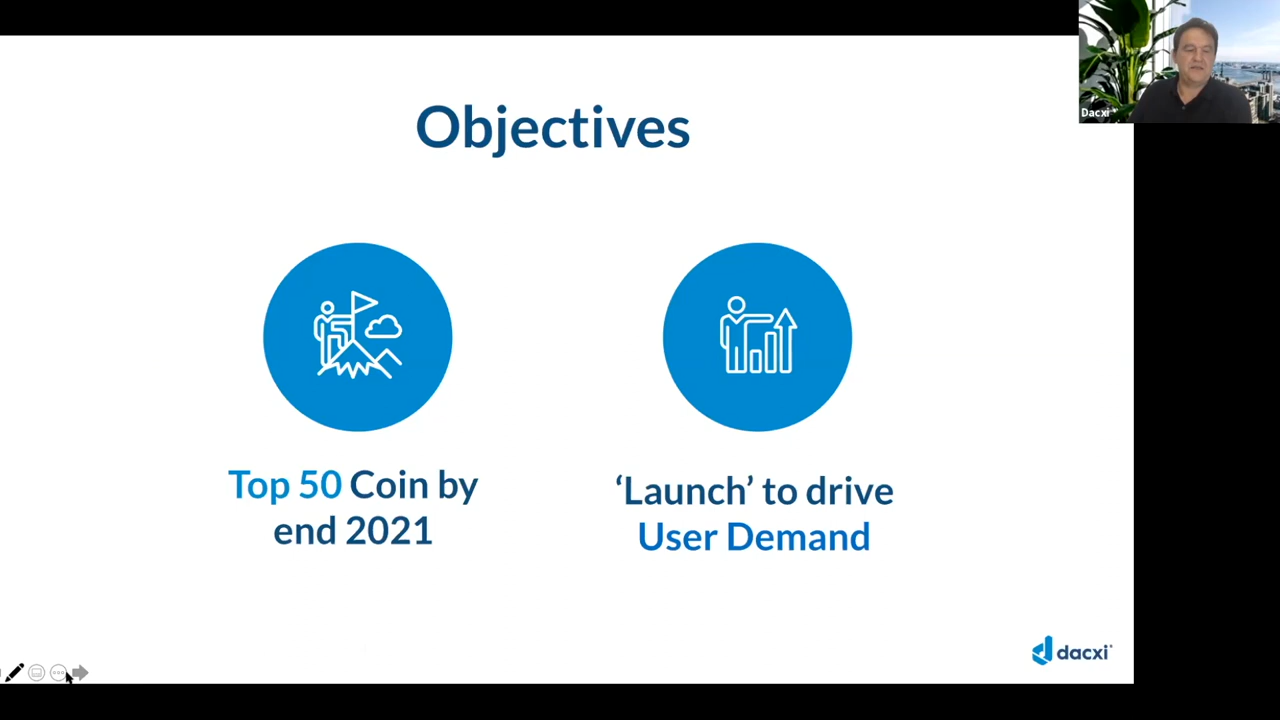 Dacxi
Objectives
Top 50 Coin by
end 2021
‘Launch’ to drive
User Demand
dacxi